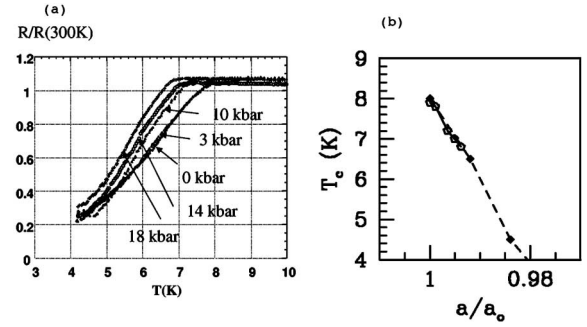 (a)
R/R(300K)
1.2
1
0.8
0.6
0.4
0.2
0
3 4 5 6 7 8 9 10
T(K)
10 kbar
3 kbar
0 kbar
14 kbar
18 kbar
(b)
9
8
7
6
5
4
T_c (K)
1 0.98
a/a_o